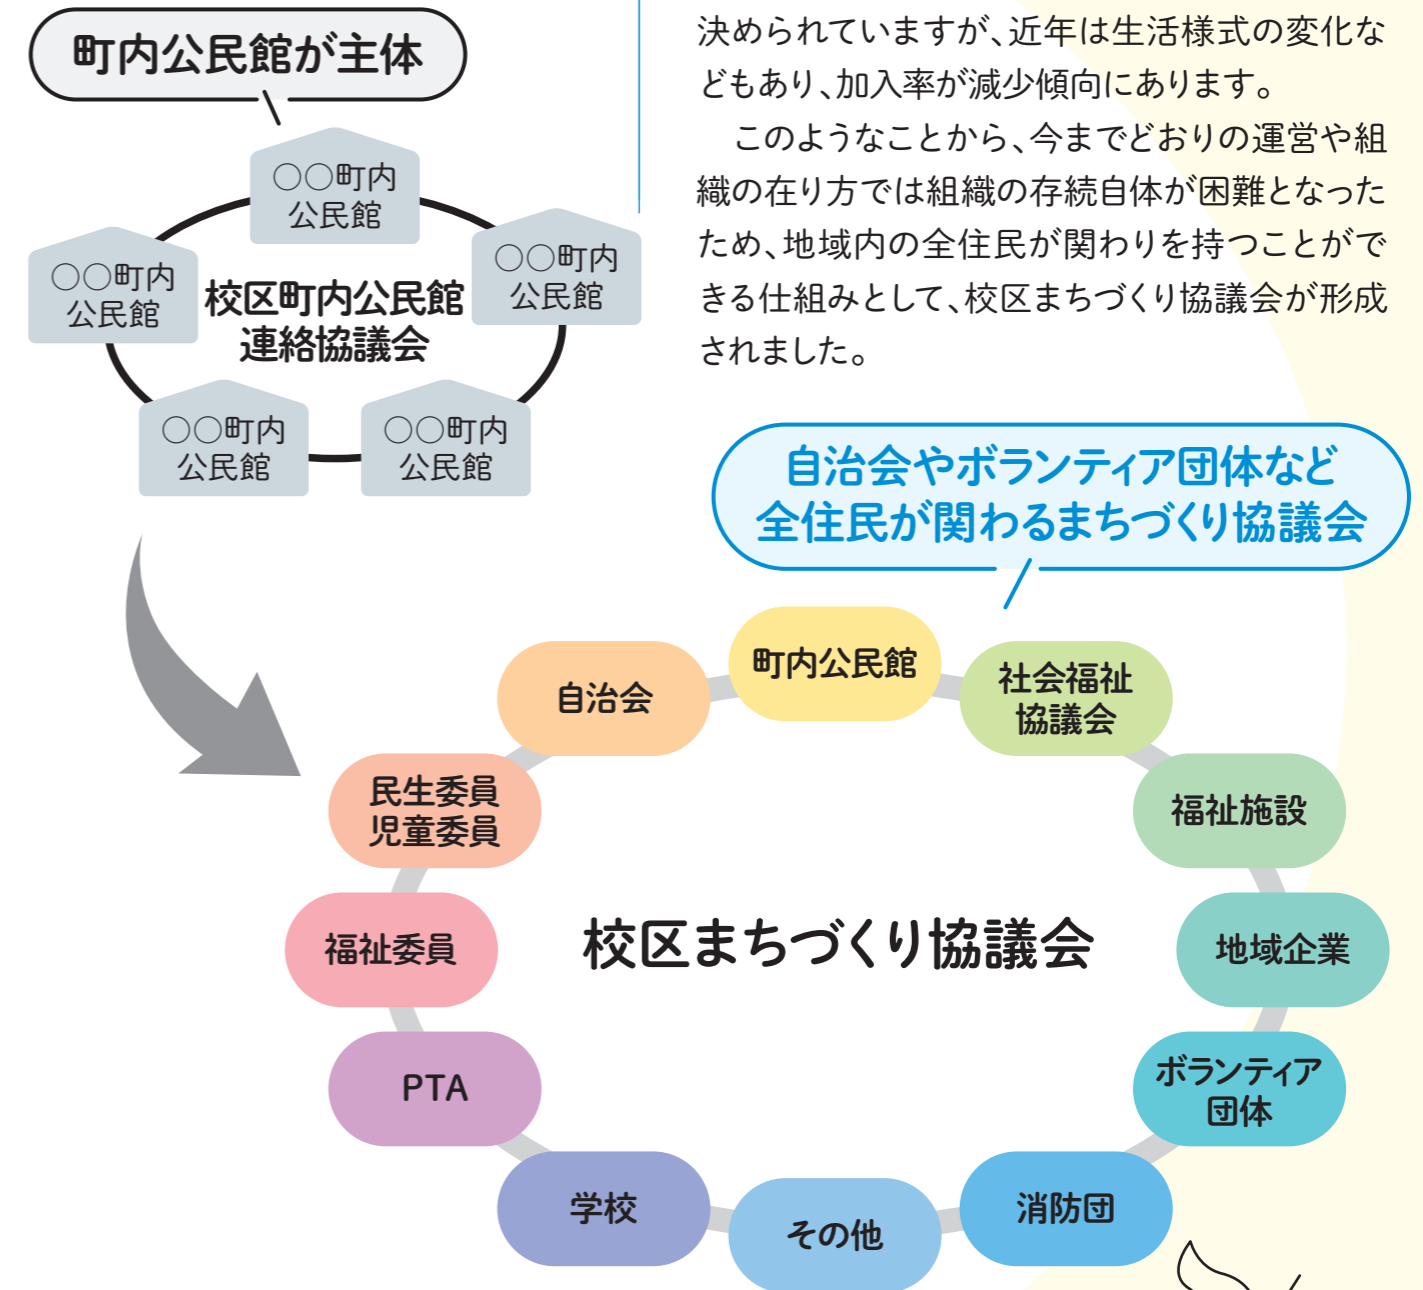 町内公民館が主体
〇〇町内
公民館
〇〇町内
公民館
〇〇町内
公民館
校区町内公民館
連絡協議会
〇〇町内
公民館
〇〇町内
公民館
決められていますが、近年は生活様式の変化な
どもあり、加入率が減少傾向にあります。
　このようなことから、今までどおりの運営や組
織の在り方では組織の存続自体が困難となった
ため、地域内の全住民が関わりを持つことがで
きる仕組みとして、校区まちづくり協議会が形成
されました。
自治会やボランティア団体など
全住民が関わるまちづくり協議会
町内公民館
自治会
社会福祉
協議会
民生委員
児童委員
福祉施設
福祉委員
校区まちづくり協議会
地域企業
PTA
ボランティア
団体
学校
その他
消防団